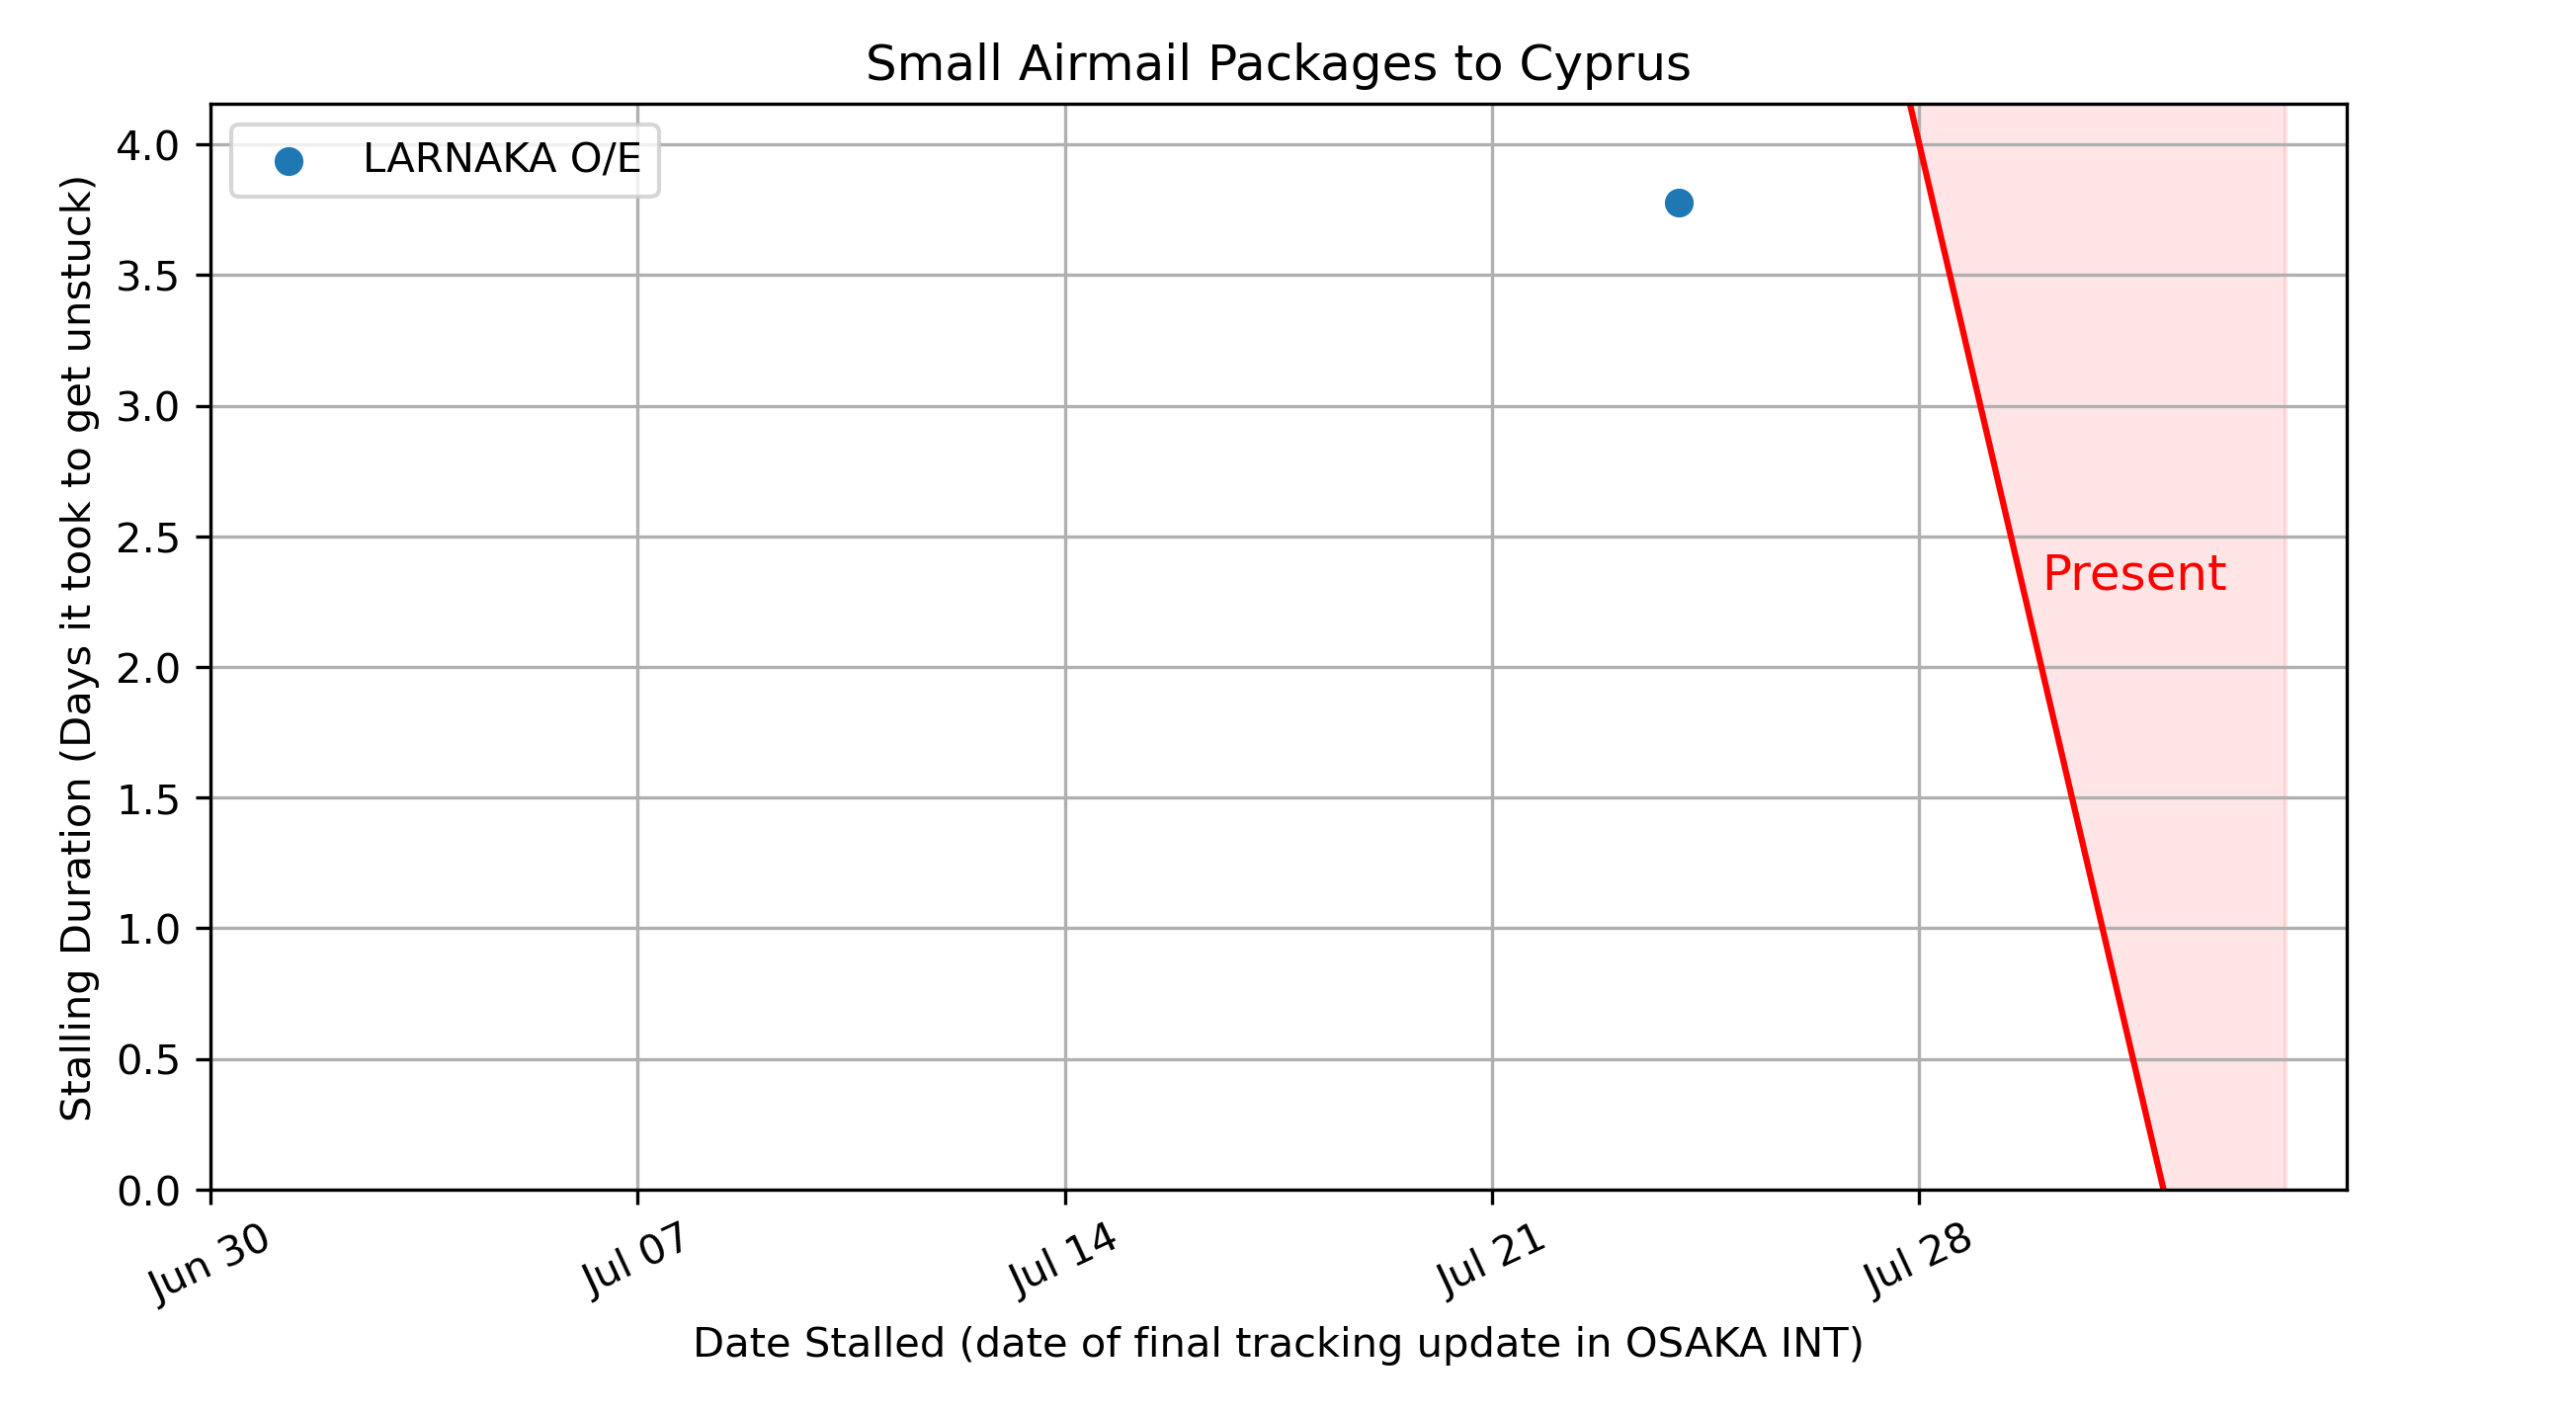 Small Airmail Packages to Cyprus
LARNAKA O/E
Stalling Duration (Days it took to get unstuck)
4.0
3.5
3.0
2.5
2.0
1.5
1.0
0.5
0.0
Present
Jun 30
Jul 07
Jul 14
Jul 21
Jul 28
Date Stalled (date of final tracking update in OSAKA INT)